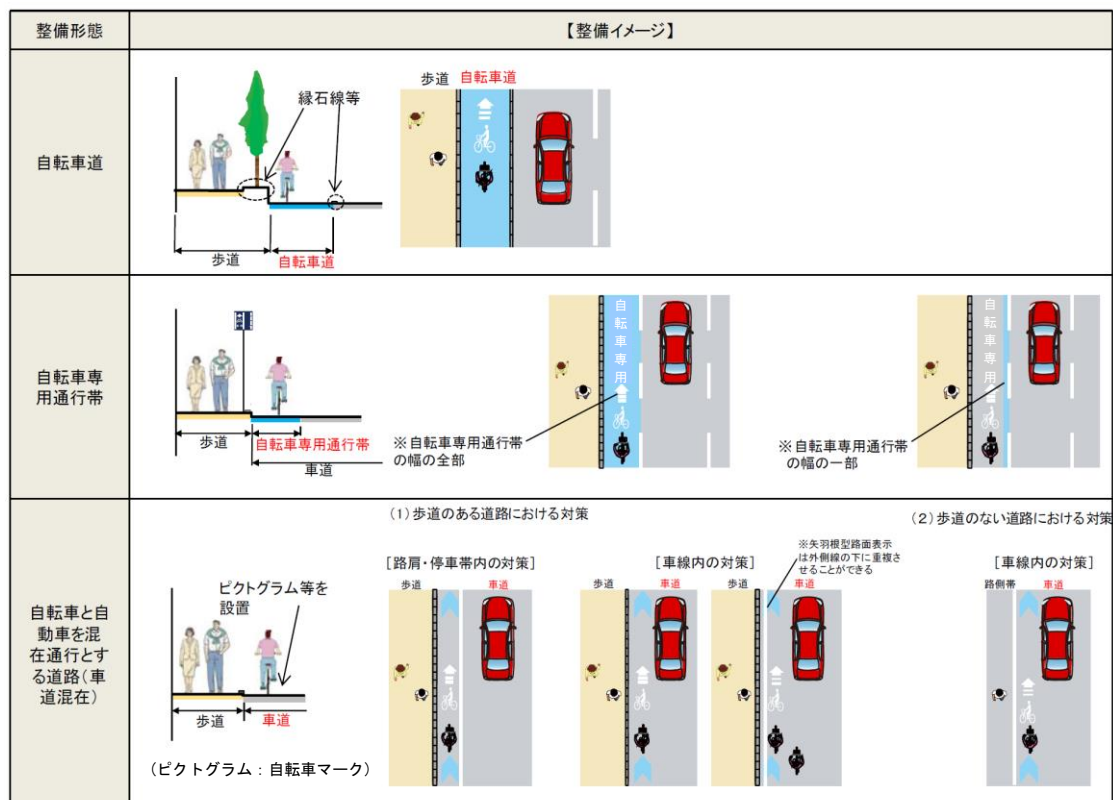 整備形態
【整備イメージ】
自転車道
縁石線等
歩道
自転車道
歩道 自転車道
自転車専
用通行帯
歩道
自転車専用通行帯
車道
自転車専用
※自転車専用通行帯
の幅の全部
自転車専用
※自転車専用通行帯
の幅の一部
自転車と自
動車を混
在通行とす
る道路(車
道混在)
ピクトグラム等を
設置
歩道
車道
(ピクトグラム:自転車マーク)
(1)歩道のある道路における対策
[路肩・停車帯内の対策]
歩道 車道
[車線内の対策]
歩道 車道
※矢羽根型路面表示
は外側線の下に重複さ
せることができる
歩道 車道
(2)歩道のない道路における対策
[車線内の対策]
路側帯 車道